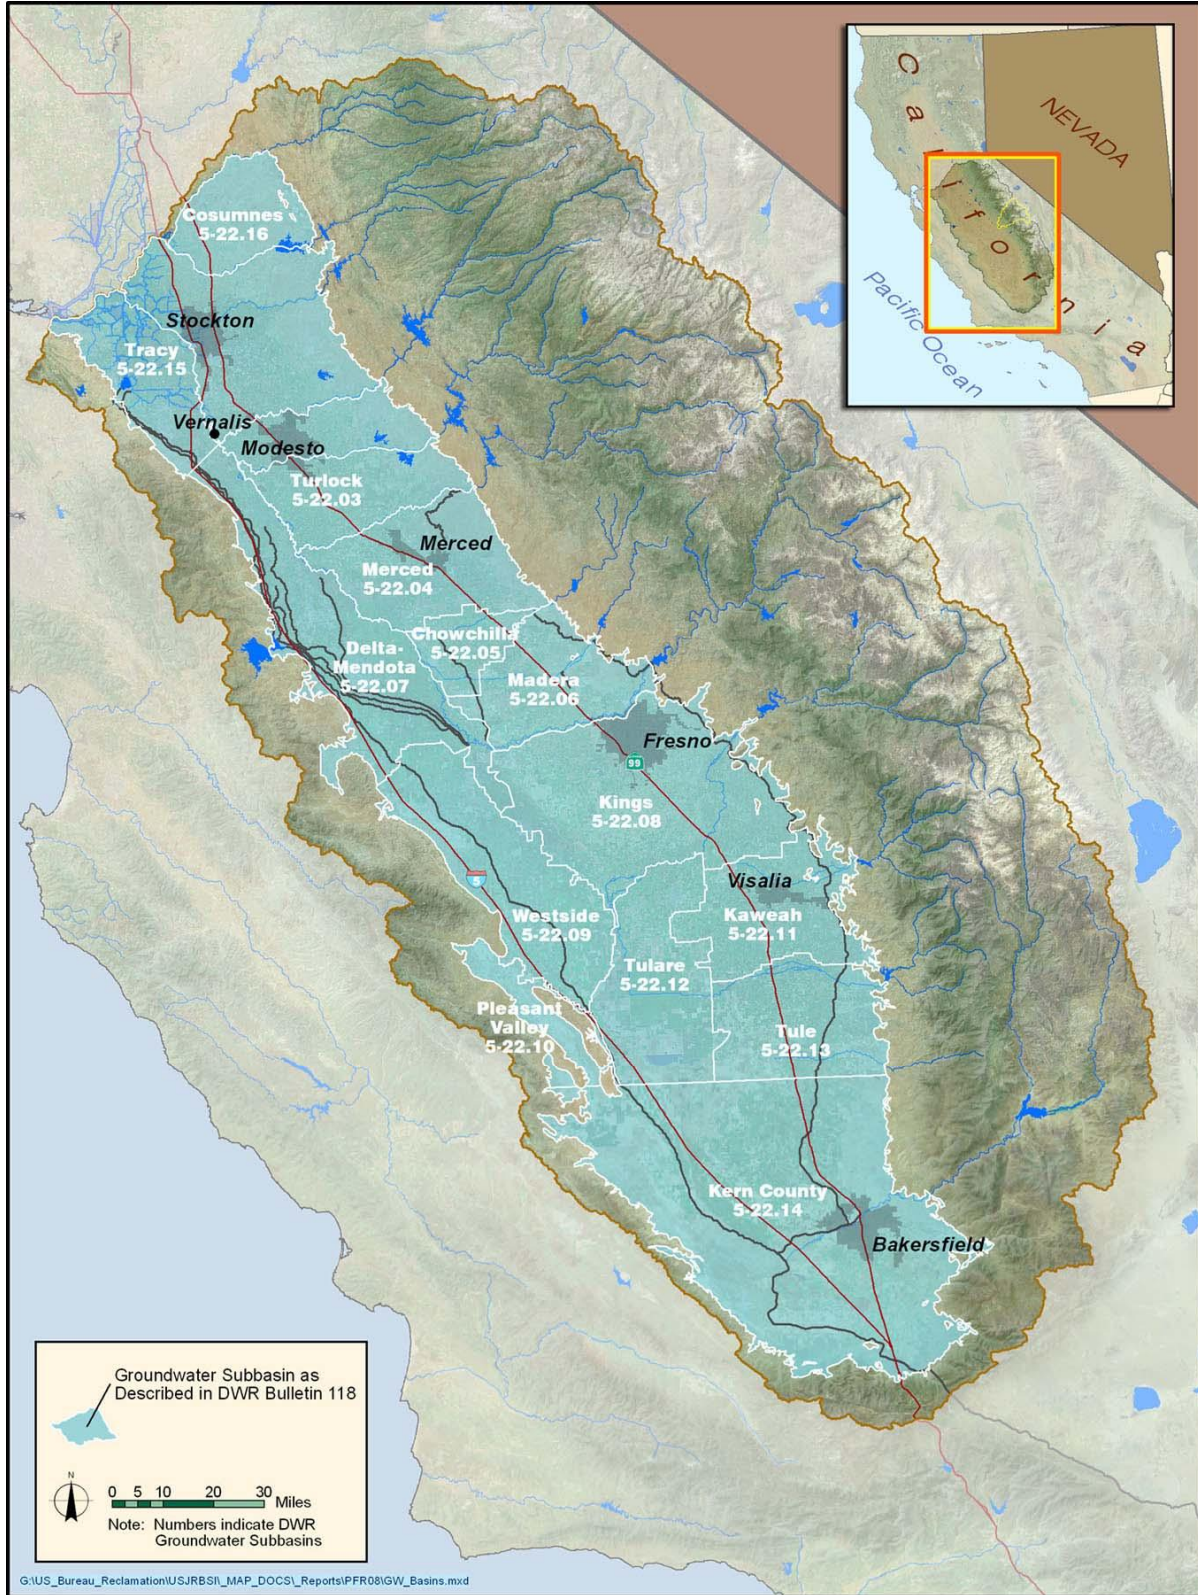 California
NEVADA
Pacific Ocean
Cosumnes
5-22.16
Stockton
Tracy
5-22.15
Vernalis
Modesto
Turlock
5-22.03
Merced
Merced
5-22.04
Chowchilla
5-22.05
Delta-
Mendota
5-22.07
Madera
5-22.06
Fresno
99
Kings
5-22.08
Visalia
Westside
5-22.09
Kaweah
5-22.11
Tulare
5-22.12
Pleasant
Valley
5-22.10
Tule
5-22.13
Kern County
5-22.14
Bakersfield
Groundwater Subbasin as
Described in DWR Bulletin 118
N
0 5 10 20 30 Miles
Note: Numbers indicate DWR
Groundwater Subbasins
G:\US_Bureau_Reclamation\USJRBSI\_MAP_DOCS\_Reports\PFR08\GW_Basins.mxd